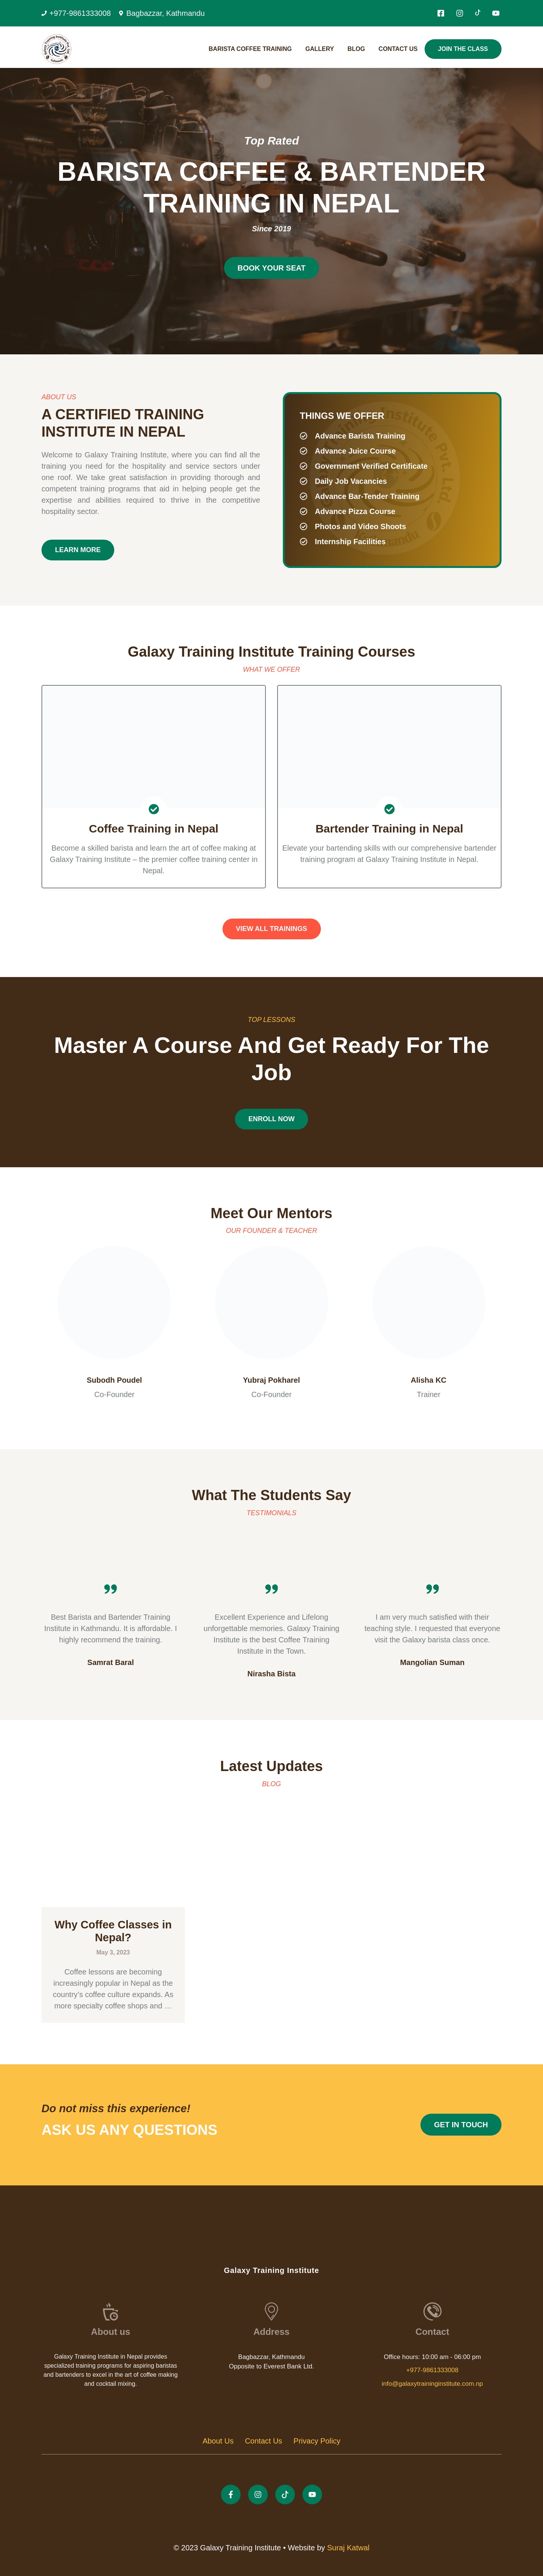 +977-9861333008 Bagbazzar, Kathmandu
BARISTA COFFEE TRAINING GALLERY BLOG CONTACT US JOIN THE CLASS
Top Rated
BARISTA COFFEE & BARTENDER
TRAINING IN NEPAL
Since 2019
BOOK YOUR SEAT
ABOUT US
A CERTIFIED TRAINING
INSTITUTE IN NEPAL
Welcome to Galaxy Training Institute, where you can find all the
training you need for the hospitality and service sectors under
one roof. We take great satisfaction in providing thorough and
competent training programs that aid in helping people get the
expertise and abilities required to thrive in the competitive
hospitality sector.
LEARN MORE
THINGS WE OFFER
Advance Barista Training
Advance Juice Course
Government Verified Certificate
Daily Job Vacancies
Advance Bar-Tender Training
Advance Pizza Course
Photos and Video Shoots
Internship Facilities
Galaxy Training Institute Training Courses
WHAT WE OFFER
Coffee Training in Nepal
Become a skilled barista and learn the art of coffee making at
Galaxy Training Institute – the premier coffee training center in
Nepal.
Bartender Training in Nepal
Elevate your bartending skills with our comprehensive bartender
training program at Galaxy Training Institute in Nepal.
VIEW ALL TRAININGS
TOP LESSONS
Master A Course And Get Ready For The
Job
ENROLL NOW
Meet Our Mentors
OUR FOUNDER & TEACHER
Subodh Poudel
Co-Founder
Yubraj Pokharel
Co-Founder
Alisha KC
Trainer
What The Students Say
TESTIMONIALS
Best Barista and Bartender Training
Institute in Kathmandu. It is affordable. I
highly recommend the training.
Samrat Baral
Excellent Experience and Lifelong
unforgettable memories. Galaxy Training
Institute is the best Coffee Training
Institute in the Town.
Nirasha Bista
I am very much satisfied with their
teaching style. I requested that everyone
visit the Galaxy barista class once.
Mangolian Suman
Latest Updates
BLOG
Why Coffee Classes in
Nepal?
May 3, 2023
Coffee lessons are becoming
increasingly popular in Nepal as the
country's coffee culture expands. As
more specialty coffee shops and …
Do not miss this experience!
ASK US ANY QUESTIONS
GET IN TOUCH
Galaxy Training Institute
About us
Galaxy Training Institute in Nepal provides
specialized training programs for aspiring baristas
and bartenders to excel in the art of coffee making
and cocktail mixing.
Address
Bagbazzar, Kathmandu
Opposite to Everest Bank Ltd.
Contact
Office hours: 10:00 am - 06:00 pm
+977-9861333008
info@galaxytraininginstitute.com.np
About Us Contact Us Privacy Policy
© 2023 Galaxy Training Institute • Website by Suraj Katwal